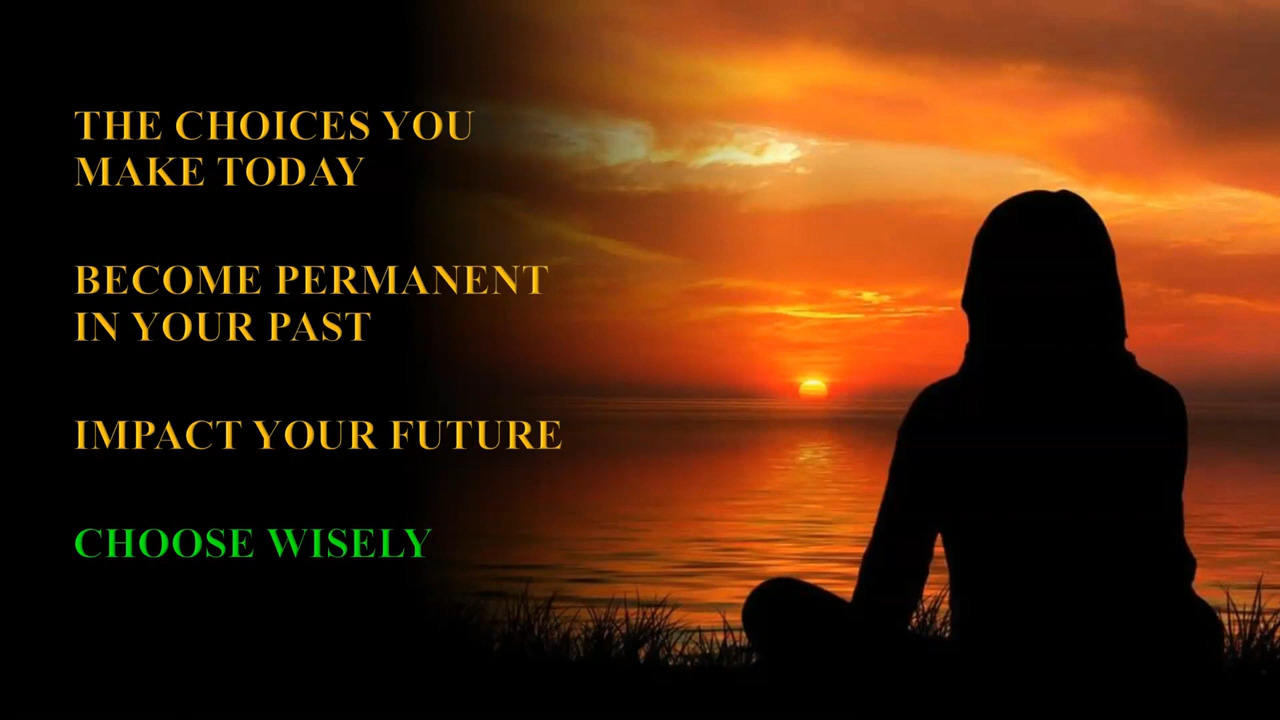 THE CHOICES YOU
MAKE TODAY
BECOME PERMANENT
IN YOUR PAST
IMPACT YOUR FUTURE
CHOOSE WISELY